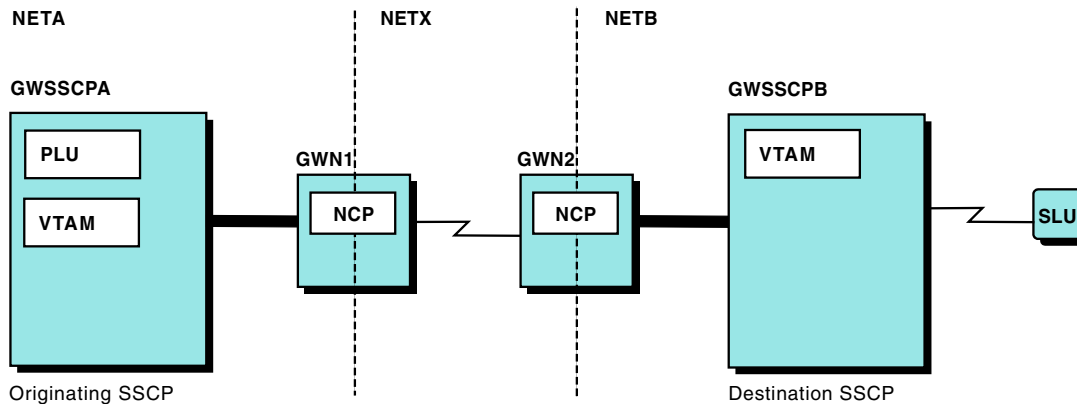 NETA
NETX
NETB
GWSSCPA
GWSSCPB
PLU
VTAM
GWN1
GWN2
VTAM
NCP
NCP
SLU
Originating SSCP
Destination SSCP